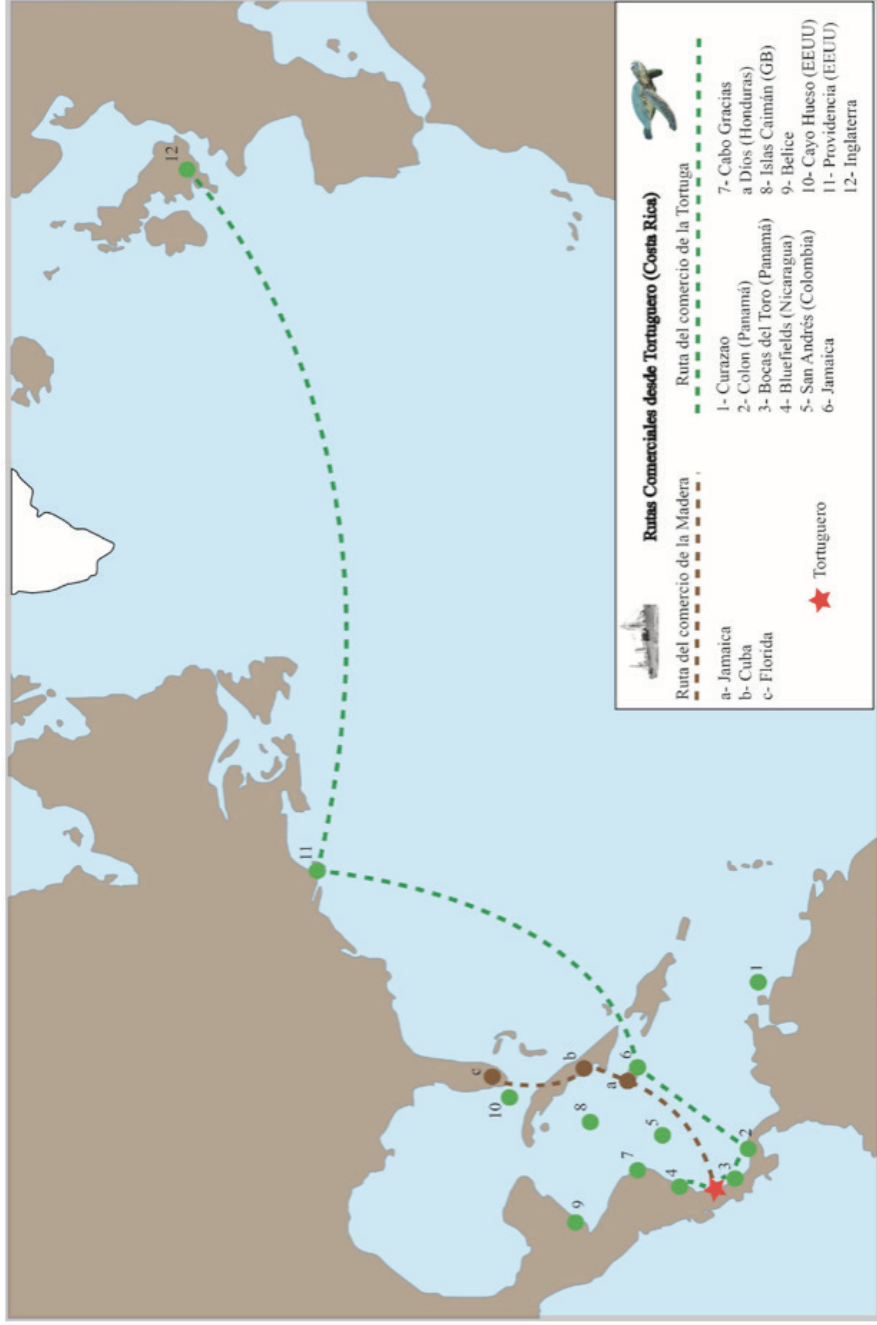 12
11
c
10
b
8
a
6
5
7
9
4
1
2
3
Rutas Comerciales desde Tortuguero (Costa Rica)
Ruta del comercio de la Madera
a- Jamaica
b- Cuba
c- Florida
Tortuguero
Ruta del comercio de la Tortuga
1- Curazao
2- Colon (Panamá)
3- Bocas del Toro (Panamá)
4- Bluefields (Nicaragua)
5- San Andrés (Colombia)
6- Jamaica
7- Cabo Gracias
a Díos (Honduras)
8- Islas Caimán (GB)
9- Belice
10- Cayo Hueso (EEUU)
11- Providencia (EEUU)
12- Inglaterra